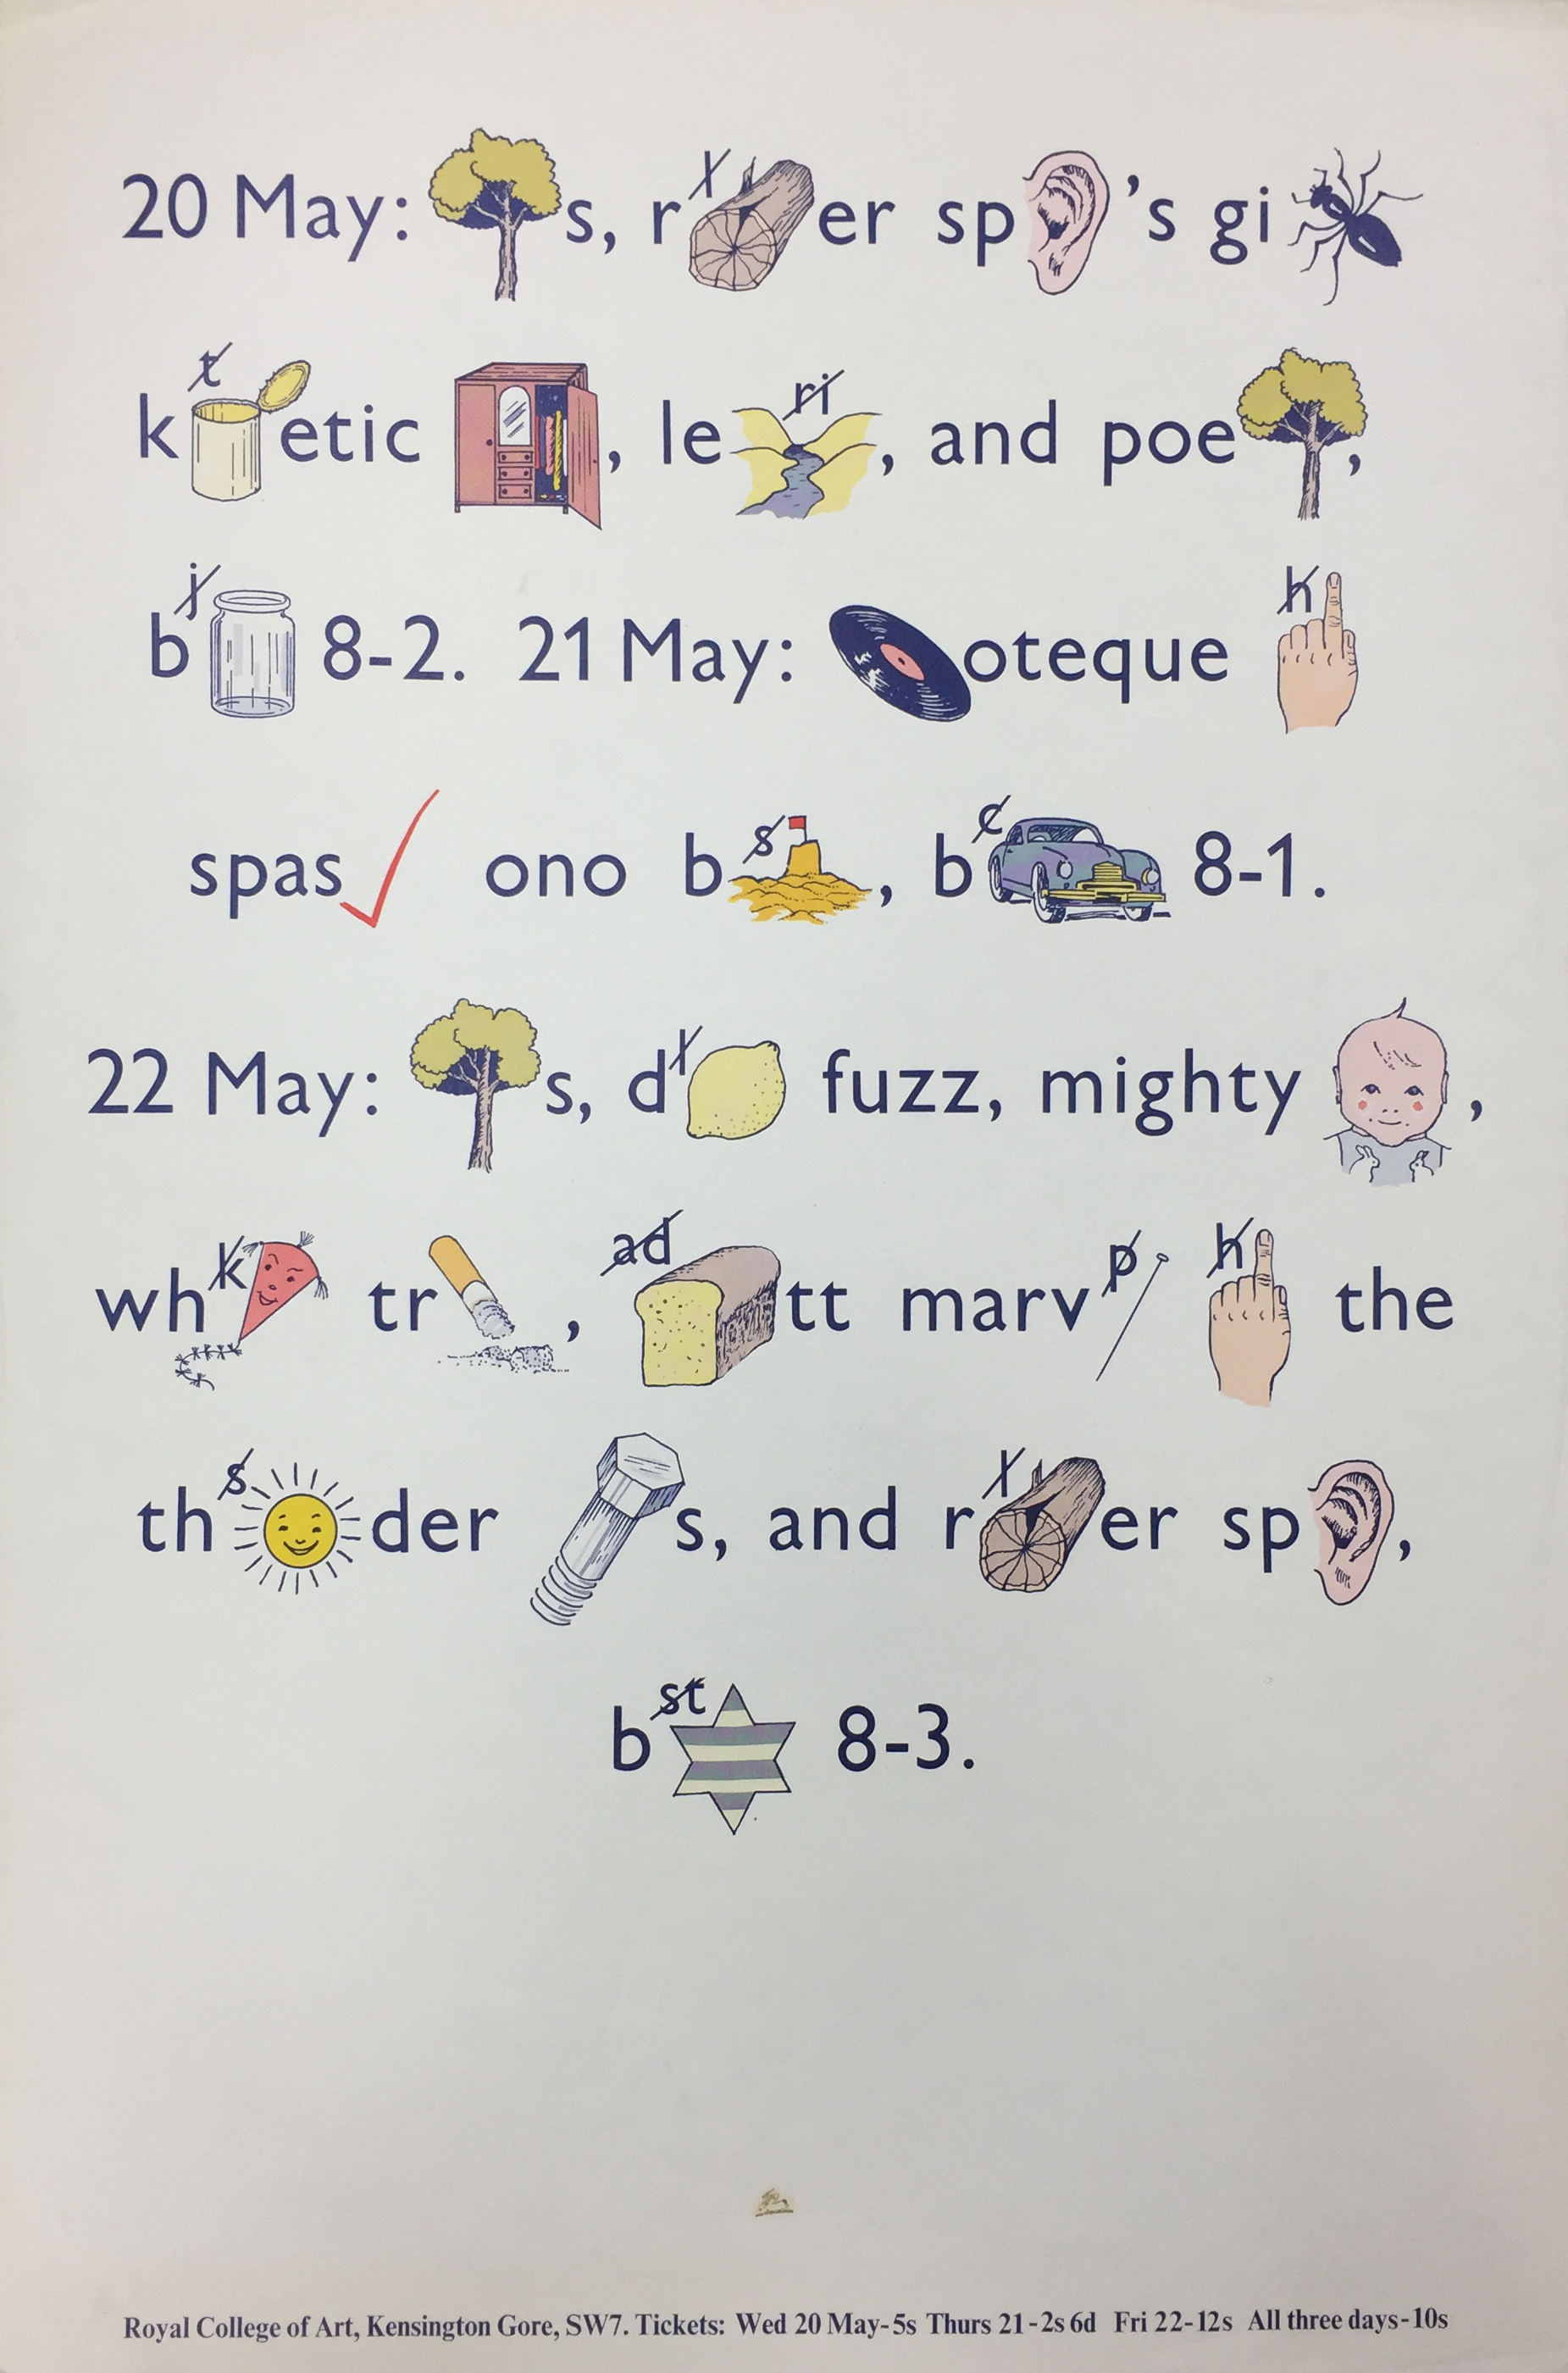 20 May: s, r l er sp 's gi
k t etic , le ri , and poe ,
b j 8-2. 21 May: oteque h
spas ono b s , b c 8-1.
22 May: s, d l fuzz, mighty ,
wh k tr , ad tt marv p h the
th s der s, and r l er sp ,
b st 8-3.
Royal College of Art, Kensington Gore, SW7. Tickets: Wed 20 May-5s Thurs 21-2s 6d Fri 22-12s All three days-10s